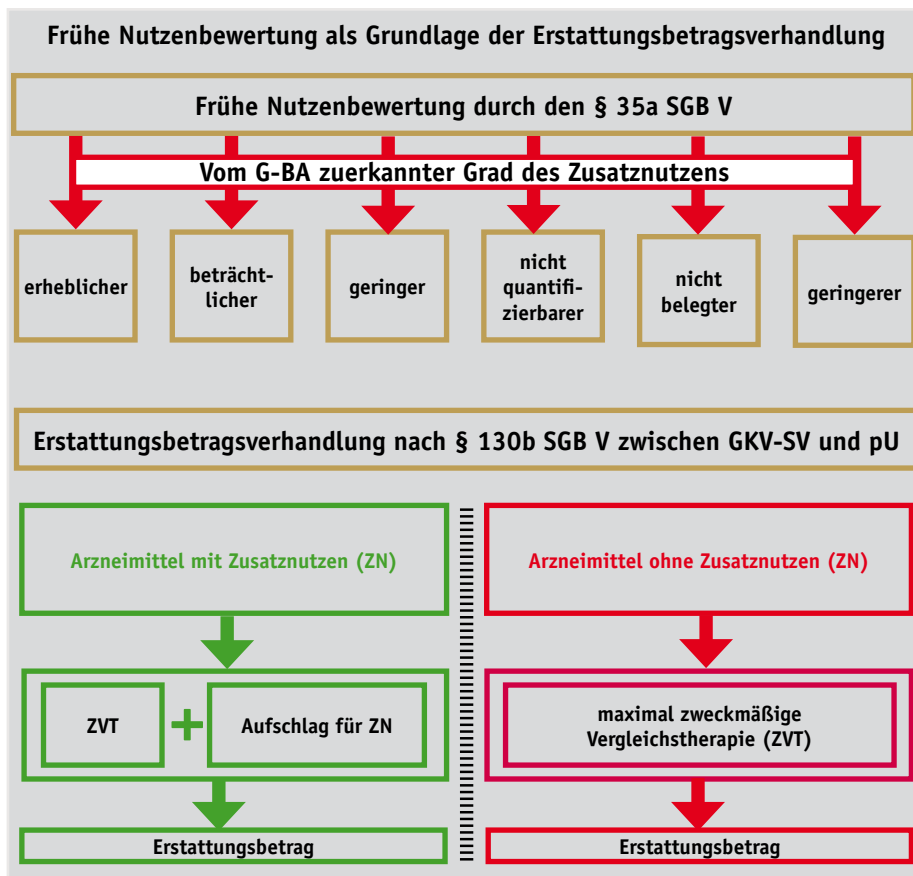 Frühe Nutzenbewertung als Grundlage der Erstattungsbetragsverhandlung
Frühe Nutzenbewertung durch den § 35a SGB V
Vom G-BA zuerkannter Grad des Zusatznutzens
erheblicher
beträcht-
licher
geringer
nicht
quantifi-
zierbarer
nicht
belegter
geringerer
Erstattungsbetragsverhandlung nach § 130b SGB V zwischen GKV-SV und pU
Arzneimittel mit Zusatznutzen (ZN)
ZVT
+
Aufschlag für ZN
Erstattungsbetrag
Arzneimittel ohne Zusatznutzen (ZN)
maximal zweckmäßige
Vergleichstherapie (ZVT)
Erstattungsbetrag